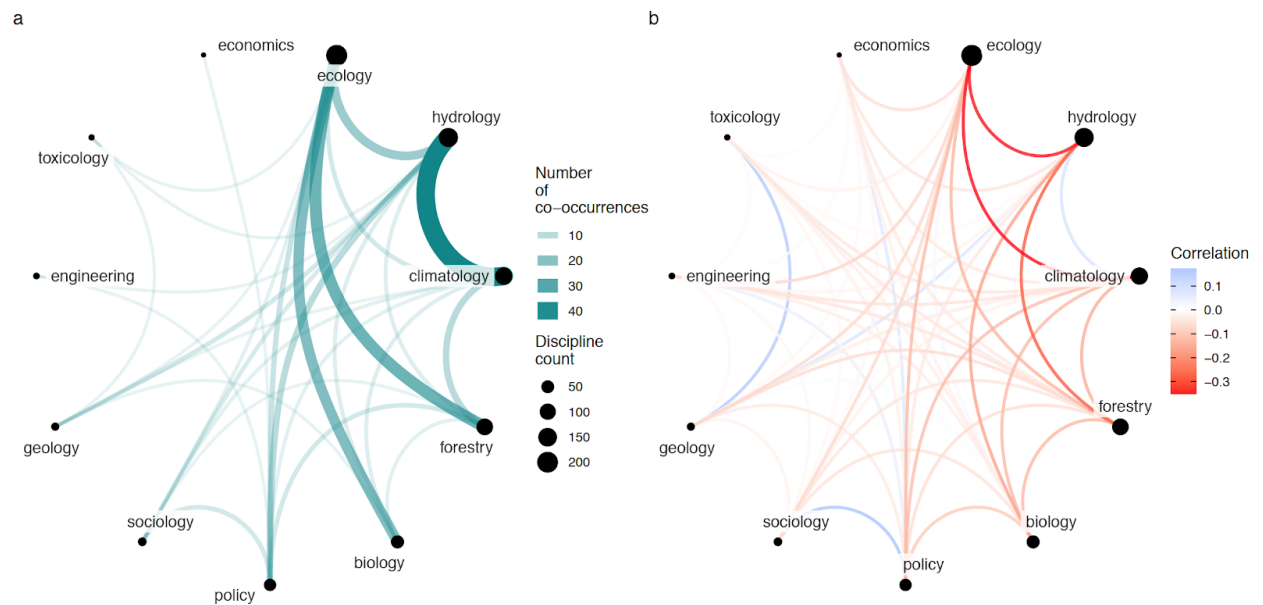 a
economics
ecology
hydrology
toxicology
climatology
engineering
forestry
geology
sociology
biology
policy
Number
of
co−occurrences
10
20
30
40
Discipline
count
50
100
150
200
b
economics
ecology
toxicology
hydrology
engineering
climatology
forestry
geology
sociology
biology
policy
Correlation
0.1
0.0
−0.1
−0.2
−0.3